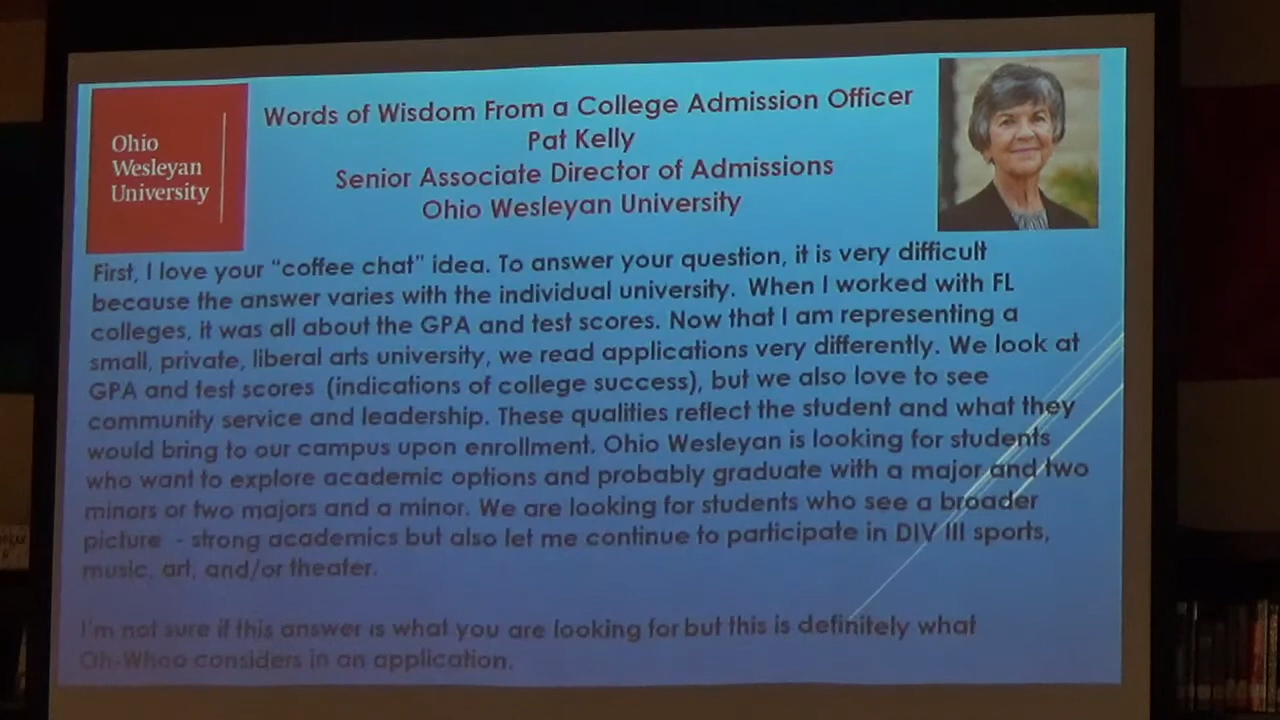 Ohio
Wesleyan
University
Words of Wisdom From a College Admission Officer
Pat Kelly
Senior Associate Director of Admissions
Ohio Wesleyan University
First, I love your “coffee chat” idea. To answer your question, it is very difficult
because the answer varies with the individual university. When I worked with FL
colleges, it was all about the GPA and test scores. Now that I am representing a
small, private, liberal arts university, we read applications very differently. We look at
GPA and test scores (indications of college success), but we also love to see
community service and leadership. These qualities reflect the student and what they
would bring to our campus upon enrollment. Ohio Wesleyan is looking for students
who want to explore academic options and probably graduate with a major and two
minors or two majors and a minor. We are looking for students who see a broader
picture - strong academics but also let me continue to participate in DIV III sports,
music, art, and/or theater.
I'm not sure if this answer is what you are looking for but this is definitely what
Oh-Whoo considers in an application.